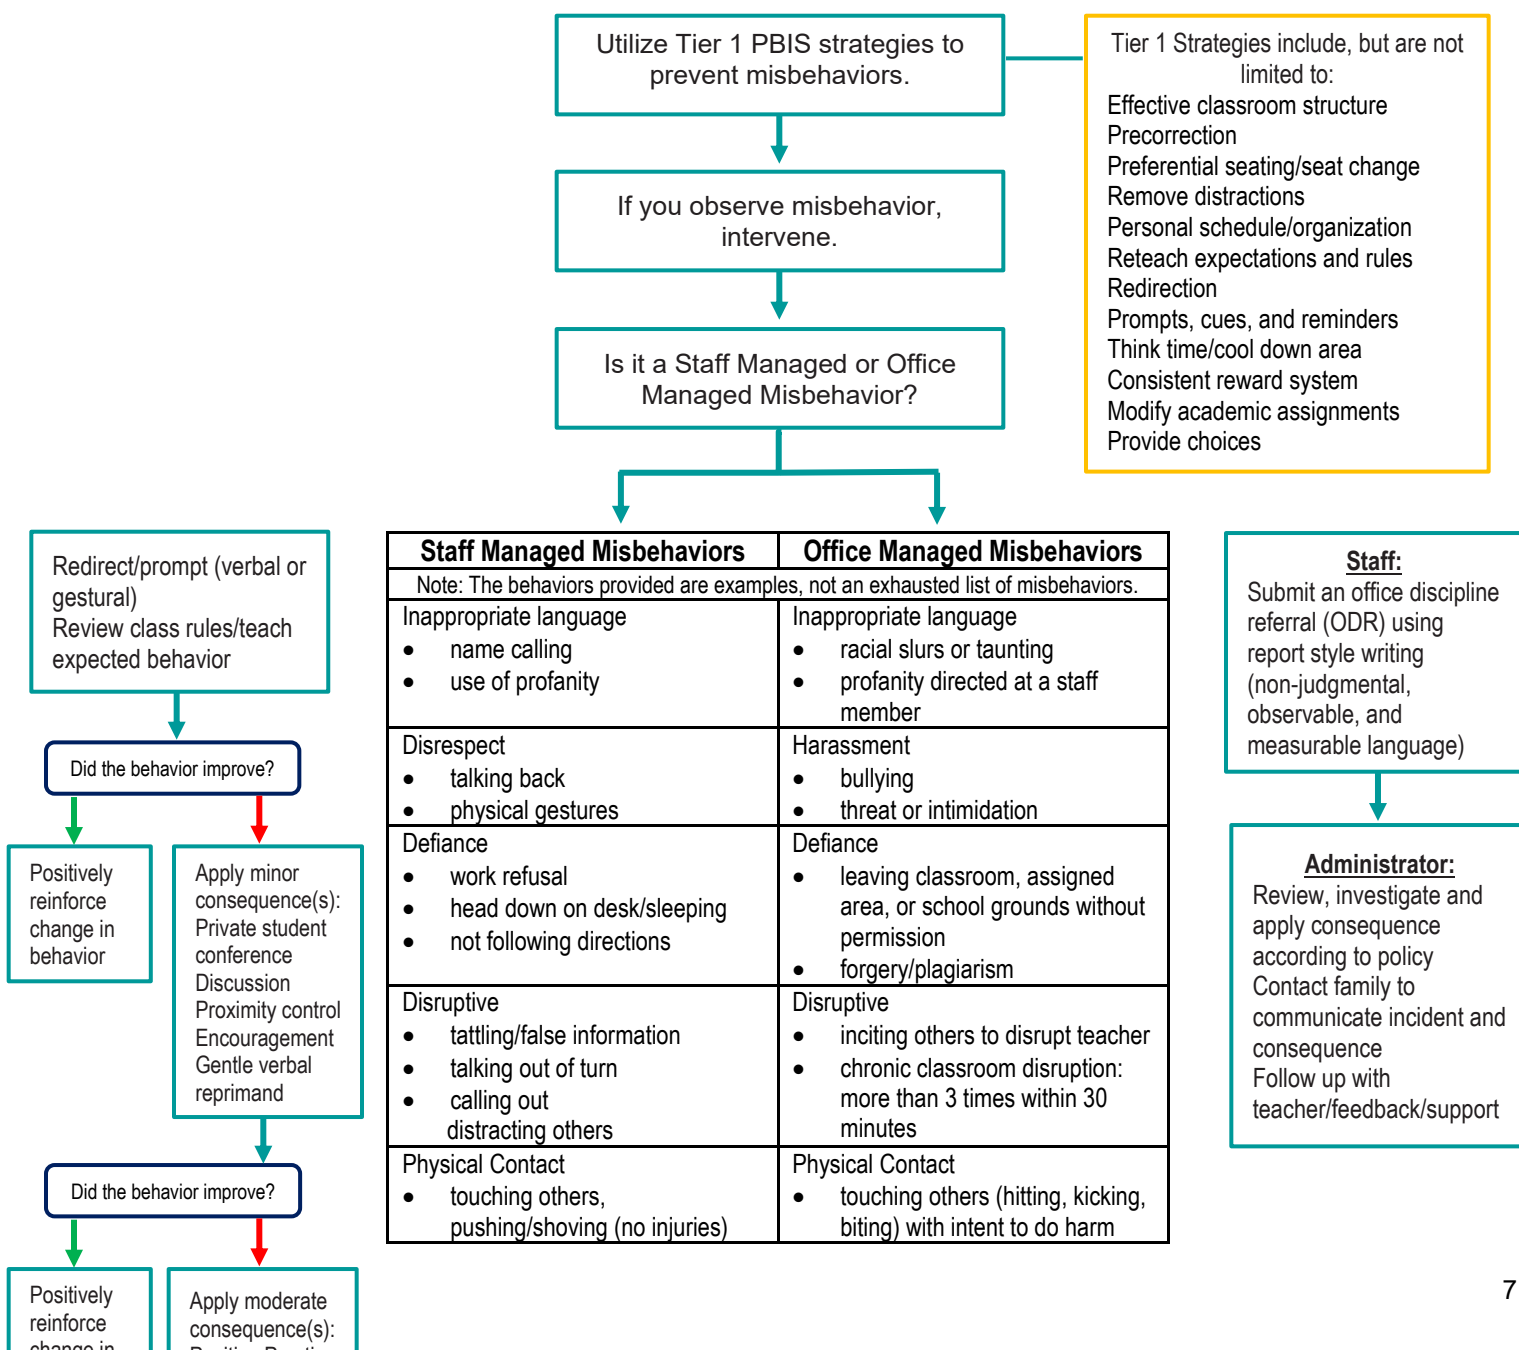 Utilize Tier 1 PBIS strategies to
prevent misbehaviors.
Tier 1 Strategies include, but are not
limited to:
Effective classroom structure
Precorrection
Preferential seating/seat change
Remove distractions
Personal schedule/organization
Reteach expectations and rules
Redirection
Prompts, cues, and reminders
Think time/cool down area
Consistent reward system
Modify academic assignments
Provide choices
If you observe misbehavior,
intervene.
Is it a Staff Managed or Office
Managed Misbehavior?
Redirect/prompt (verbal or
gestural)
Review class rules/teach
expected behavior
Did the behavior improve?
Positively
reinforce
change in
behavior
Apply minor
consequence(s):
Private student
conference
Discussion
Proximity control
Encouragement
Gentle verbal
reprimand
Did the behavior improve?
Positively
reinforce
change in
Apply moderate
consequence(s):
Staff Managed Misbehaviors
Office Managed Misbehaviors
Note: The behaviors provided are examples, not an exhausted list of misbehaviors.
Inappropriate language
• name calling
• use of profanity
Inappropriate language
• racial slurs or taunting
• profanity directed at a staff
member
Disrespect
• talking back
• physical gestures
Harassment
• bullying
• threat or intimidation
Defiance
• work refusal
• head down on desk/sleeping
• not following directions
Defiance
• leaving classroom, assigned
area, or school grounds without
permission
• forgery/plagiarism
Disruptive
• tattling/false information
• talking out of turn
• calling out
distracting others
Disruptive
• inciting others to disrupt teacher
• chronic classroom disruption:
more than 3 times within 30
minutes
Physical Contact
• touching others,
pushing/shoving (no injuries)
Physical Contact
• touching others (hitting, kicking,
biting) with intent to do harm
Staff:
Submit an office discipline
referral (ODR) using
report style writing
(non-judgmental,
observable, and
measurable language)
Administrator:
Review, investigate and
apply consequence
according to policy
Contact family to
communicate incident and
consequence
Follow up with
teacher/feedback/support
7